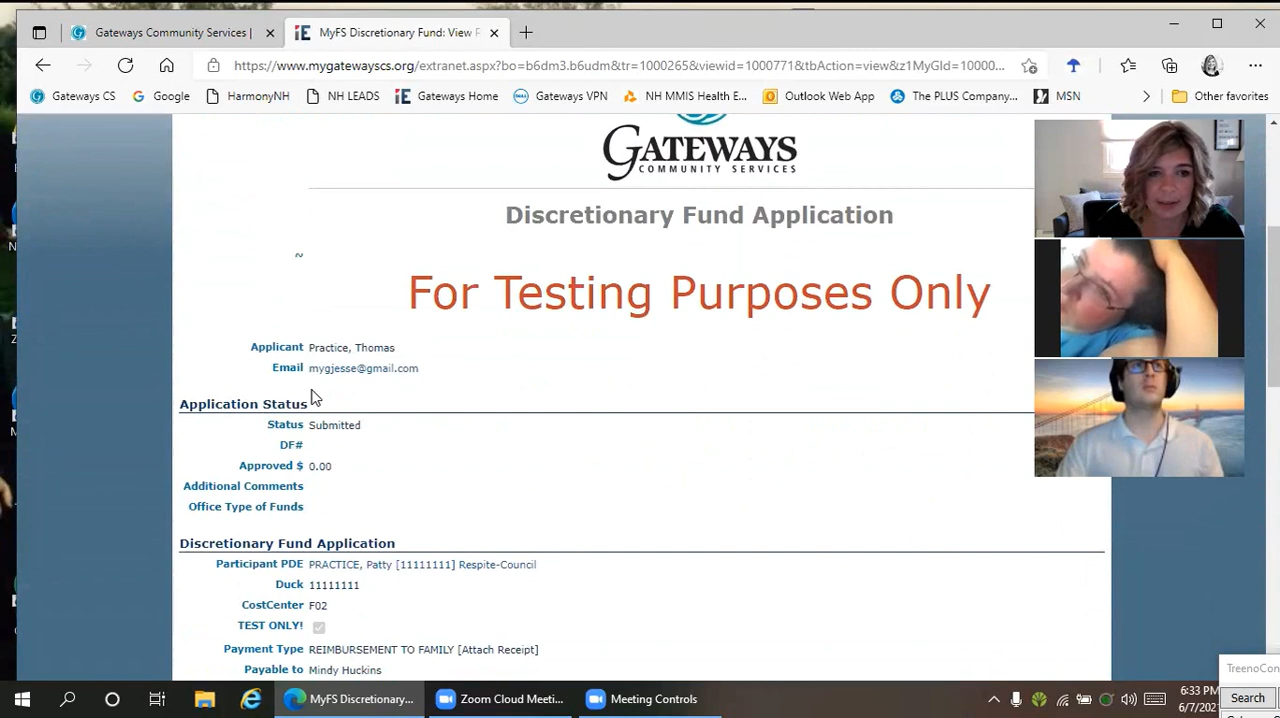 Gateways Community Services |
MyFS Discretionary Fund: View F
https://www.mygatewayscs.org/extranet.aspx?bo=b6dm3.b6udm&tr=1000265&viewid=1000771&tbAction=view&z1MyGId=10000...
Gateways CS
Google
HarmonyNH
NH LEADS
Gateways Home
Gateways VPN
NH MMIS Health E...
Outlook Web App
The PLUS Company,...
MSN
Other favorites
GATEWAYS
COMMUNITY SERVICES
Discretionary Fund Application
~
For Testing Purposes Only
Applicant Practice, Thomas
Email mygjesse@gmail.com
Application Status
Status Submitted
DF#
Approved $ 0.00
Additional Comments
Office Type of Funds
Discretionary Fund Application
Participant PDE PRACTICE, Patty [11111111] Respite-Council
Duck 11111111
CostCenter F02
TEST ONLY!
Payment Type REIMBURSEMENT TO FAMILY [Attach Receipt]
Payable to Mindy Huckins
TreenoCon
Search
MyFS Discretionary...
Zoom Cloud Meeti...
Meeting Controls
6:33 PM
6/7/202